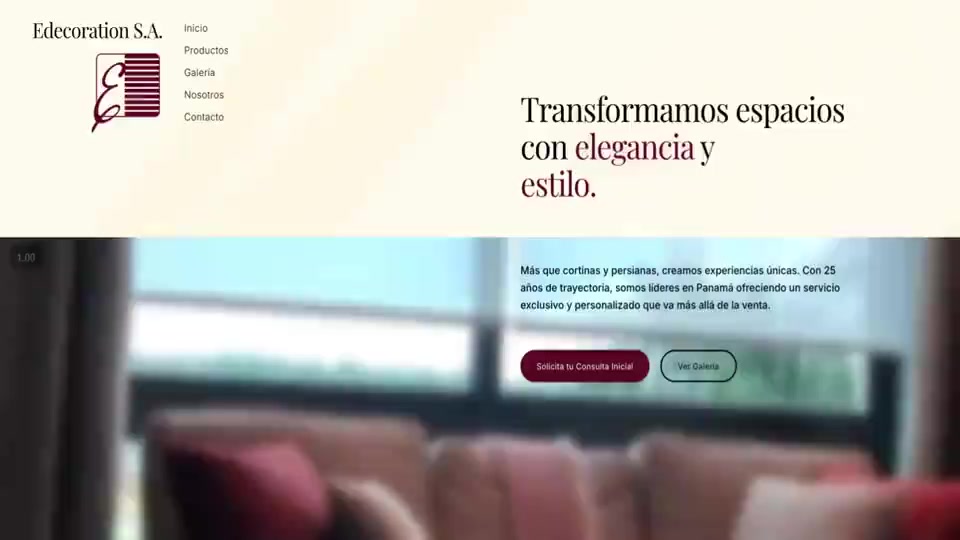 Edecoration S.A.
Inicio
Productos
Galería
Nosotros
Contacto
Transformamos espacios
con elegancia y
estilo.
1.00
Más que cortinas y persianas, creamos experiencias únicas. Con 25
años de trayectoria, somos líderes en Panamá ofreciendo un servicio
exclusivo y personalizado que va más allá de la venta.
Solicita tu Consulta Inicial
Ver Galería